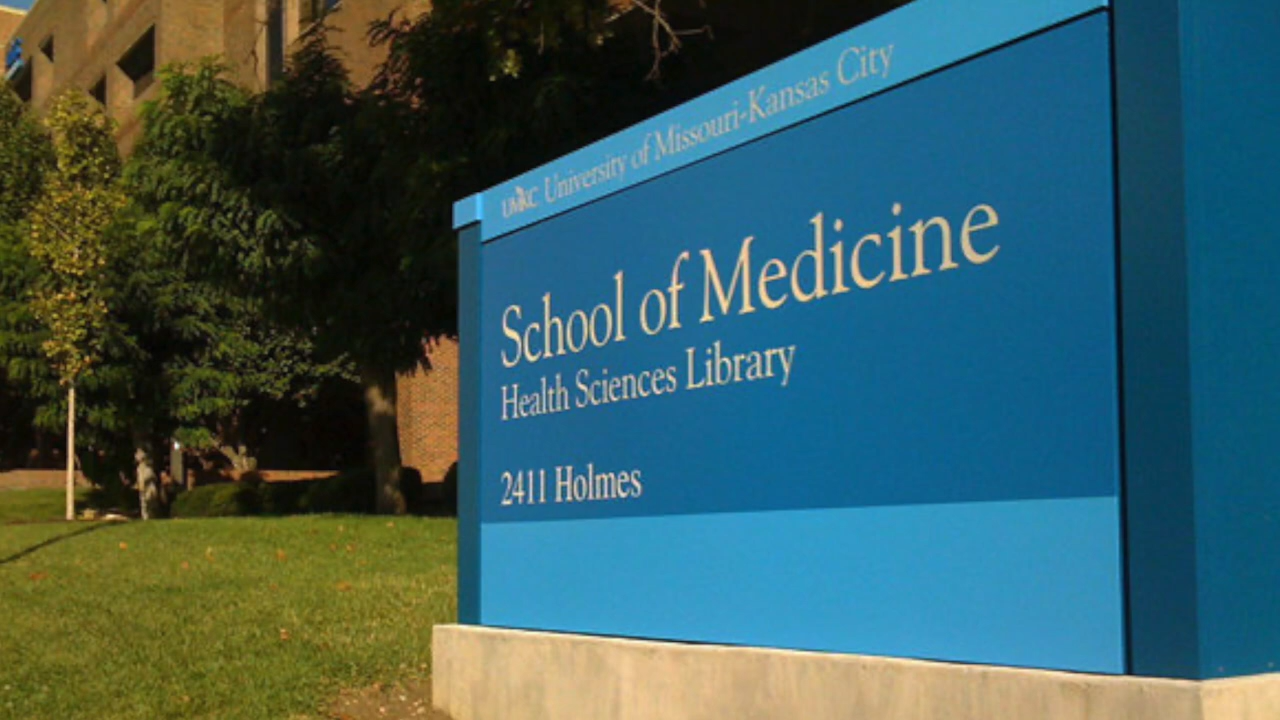 UMKC University of Missouri-Kansas City
School of Medicine
Health Sciences Library
2411 Holmes